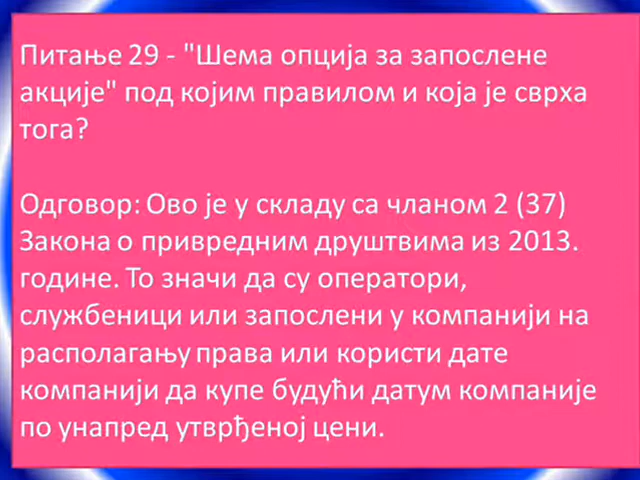 Питање 29 - "Шема опција за запослене
акције" под којим правилом и која је сврха
тога?
Одговор: Ово је у складу са чланом 2 (37)
Закона о привредним друштвима из 2013.
године. То значи да су оператори,
службеници или запослени у компанији на
располагању права или користи дате
компанији да купе будући датум компаније
по унапред утврђеној цени.